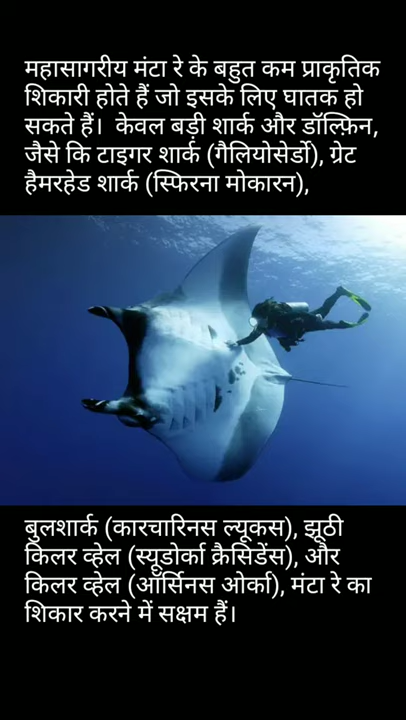 महासागरीय मंटा रे के बहुत कम प्राकृतिक
शिकारी होते हैं जो इसके लिए घातक हो
सकते हैं। केवल बड़ी शार्क और डॉल्फ़िन,
जैसे कि टाइगर शार्क (गैलियोसेर्डो), ग्रेट
हैमरहेड शार्क (स्फिरना मोकारन),
बुलशार्क (कारचारिनस ल्यूकस), झूठी
किलर व्हेल (स्यूडोर्का क्रैसिडेंस), और
किलर व्हेल (ऑर्सिनस ओर्का), मंटा रे का
शिकार करने में सक्षम हैं।